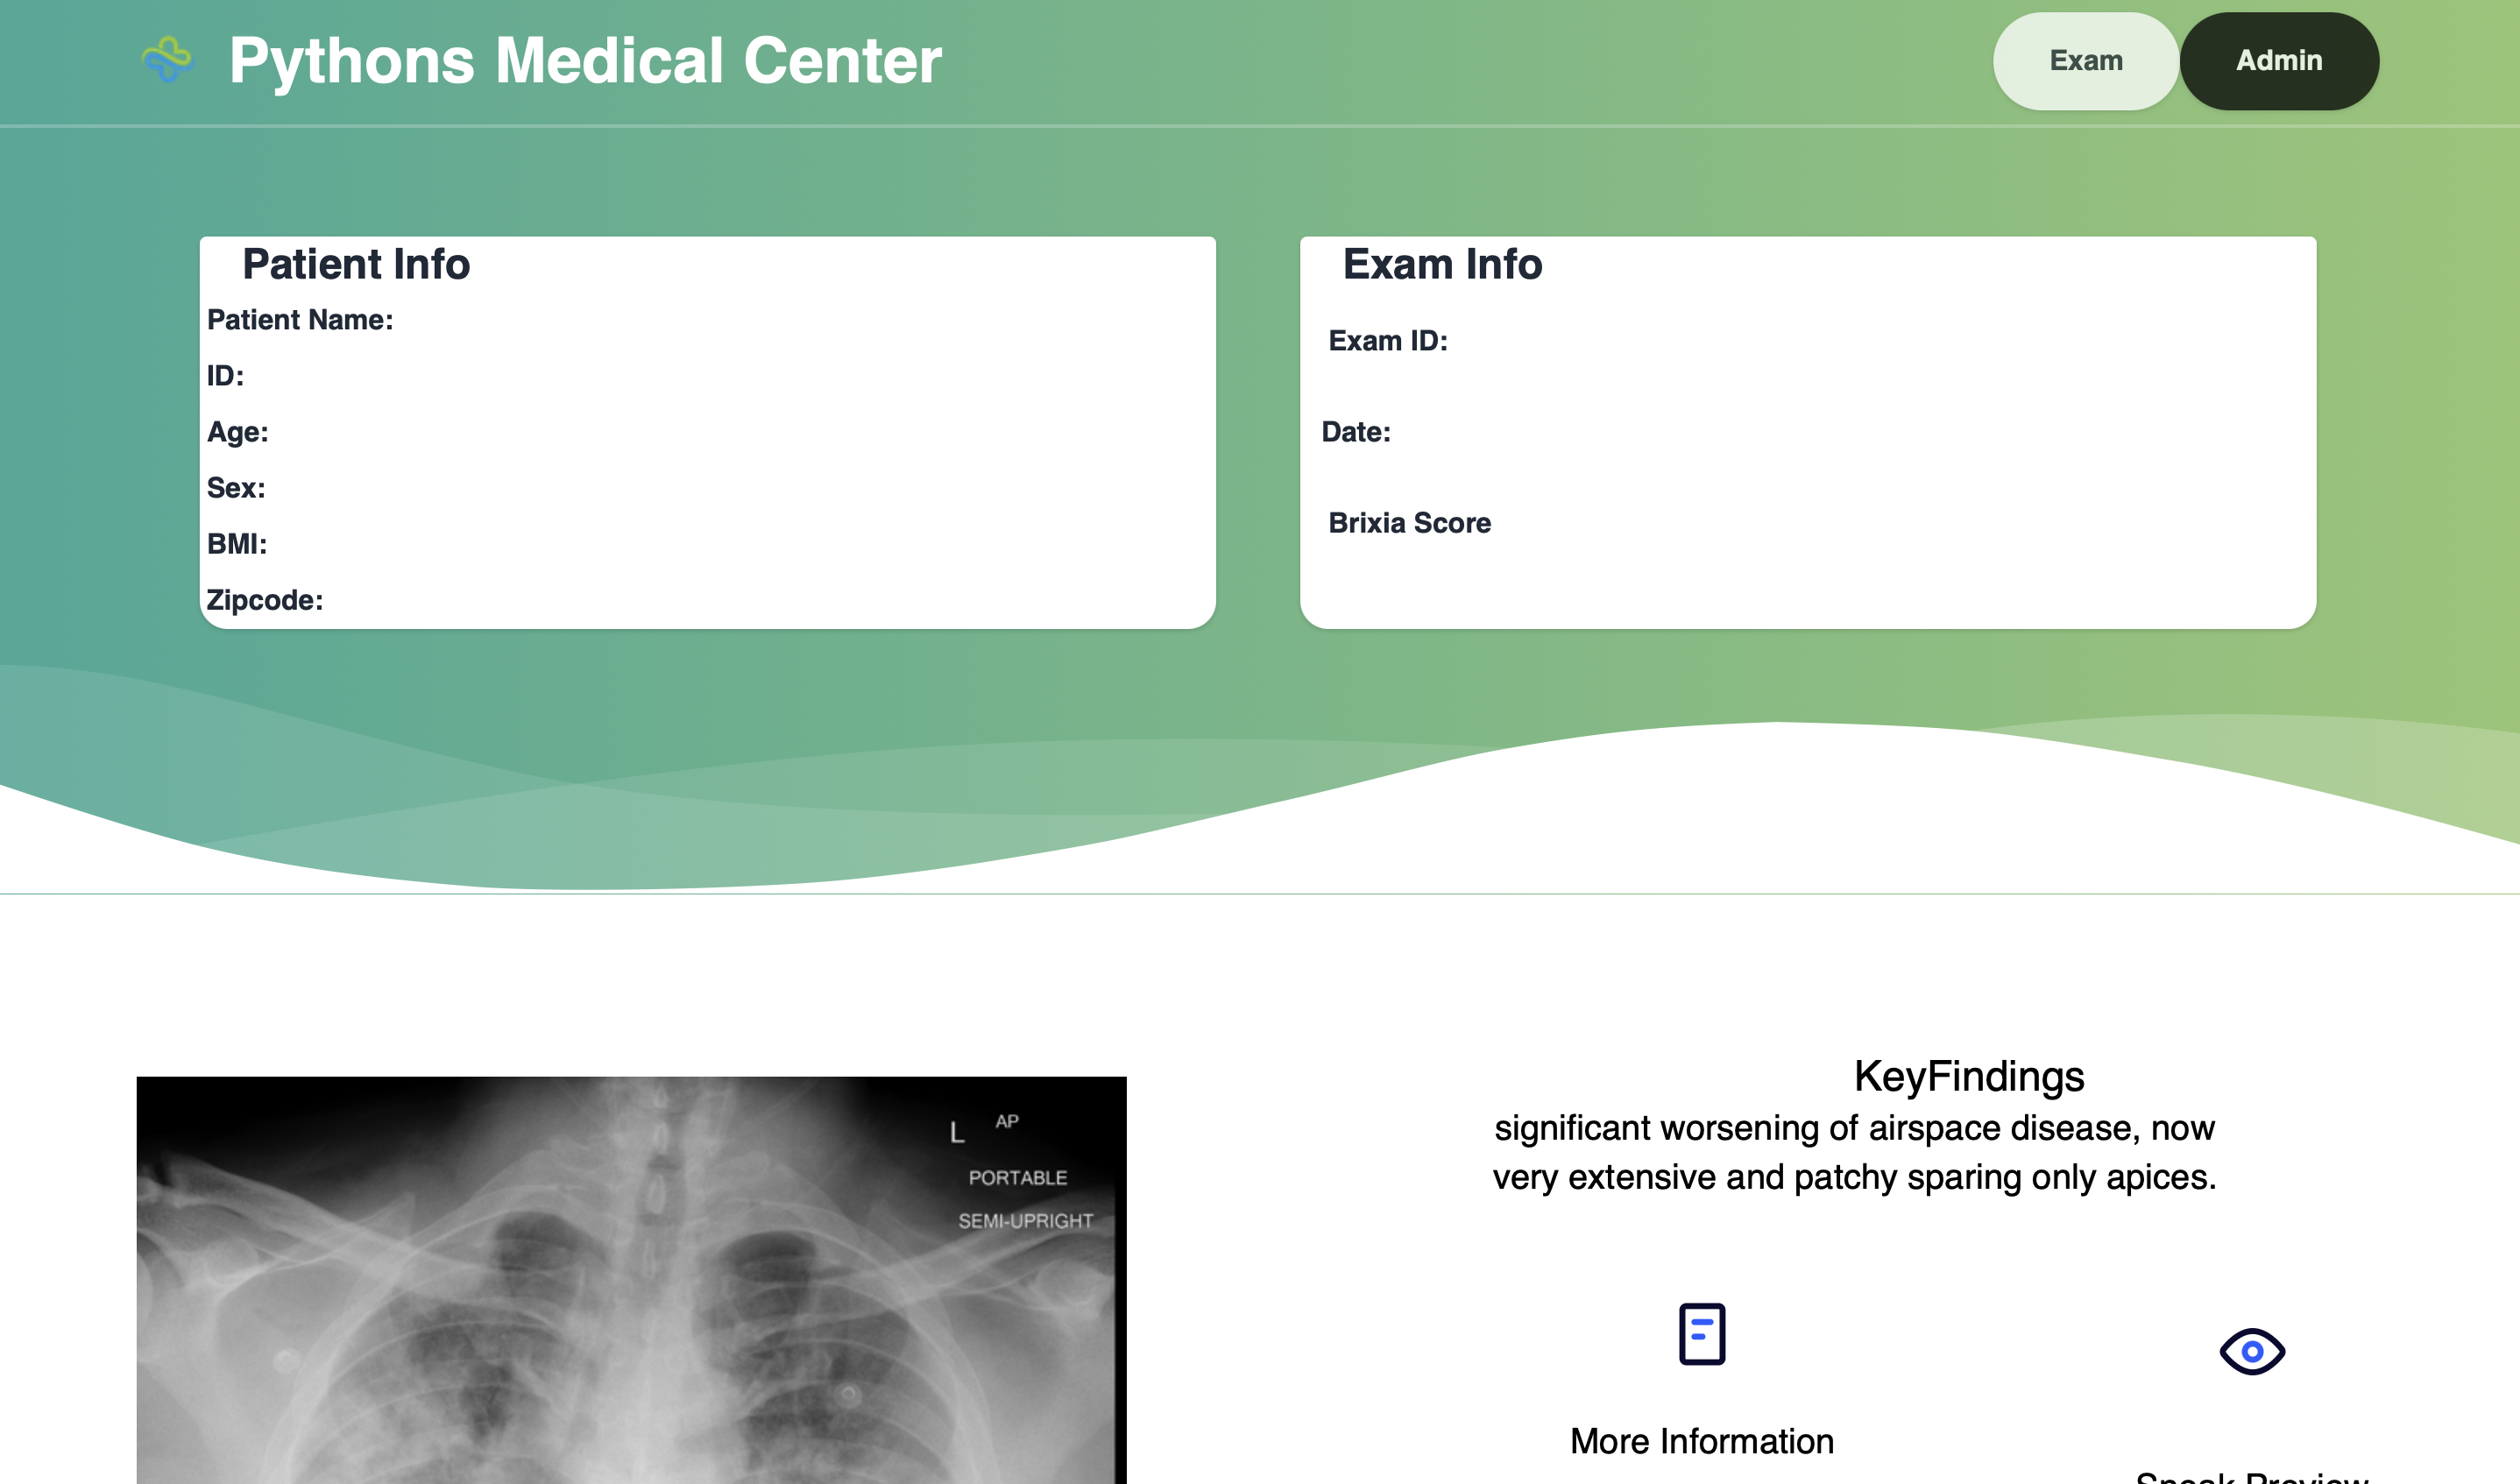 Pythons Medical Center
Exam
Admin
Patient Info
Patient Name:
ID:
Age:
Sex:
BMI:
Zipcode:
Exam Info
Exam ID:
Date:
Brixia Score
L
AP
PORTABLE
SEMI-UPRIGHT
KeyFindings
significant worsening of airspace disease, now
very extensive and patchy sparing only apices.
More Information
Sneak Preview